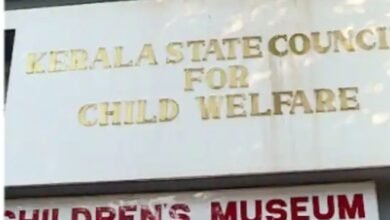 KERALA STATE COUNCI
FOR
CHILD WELFARE
CHILDREN'S MUSEUM